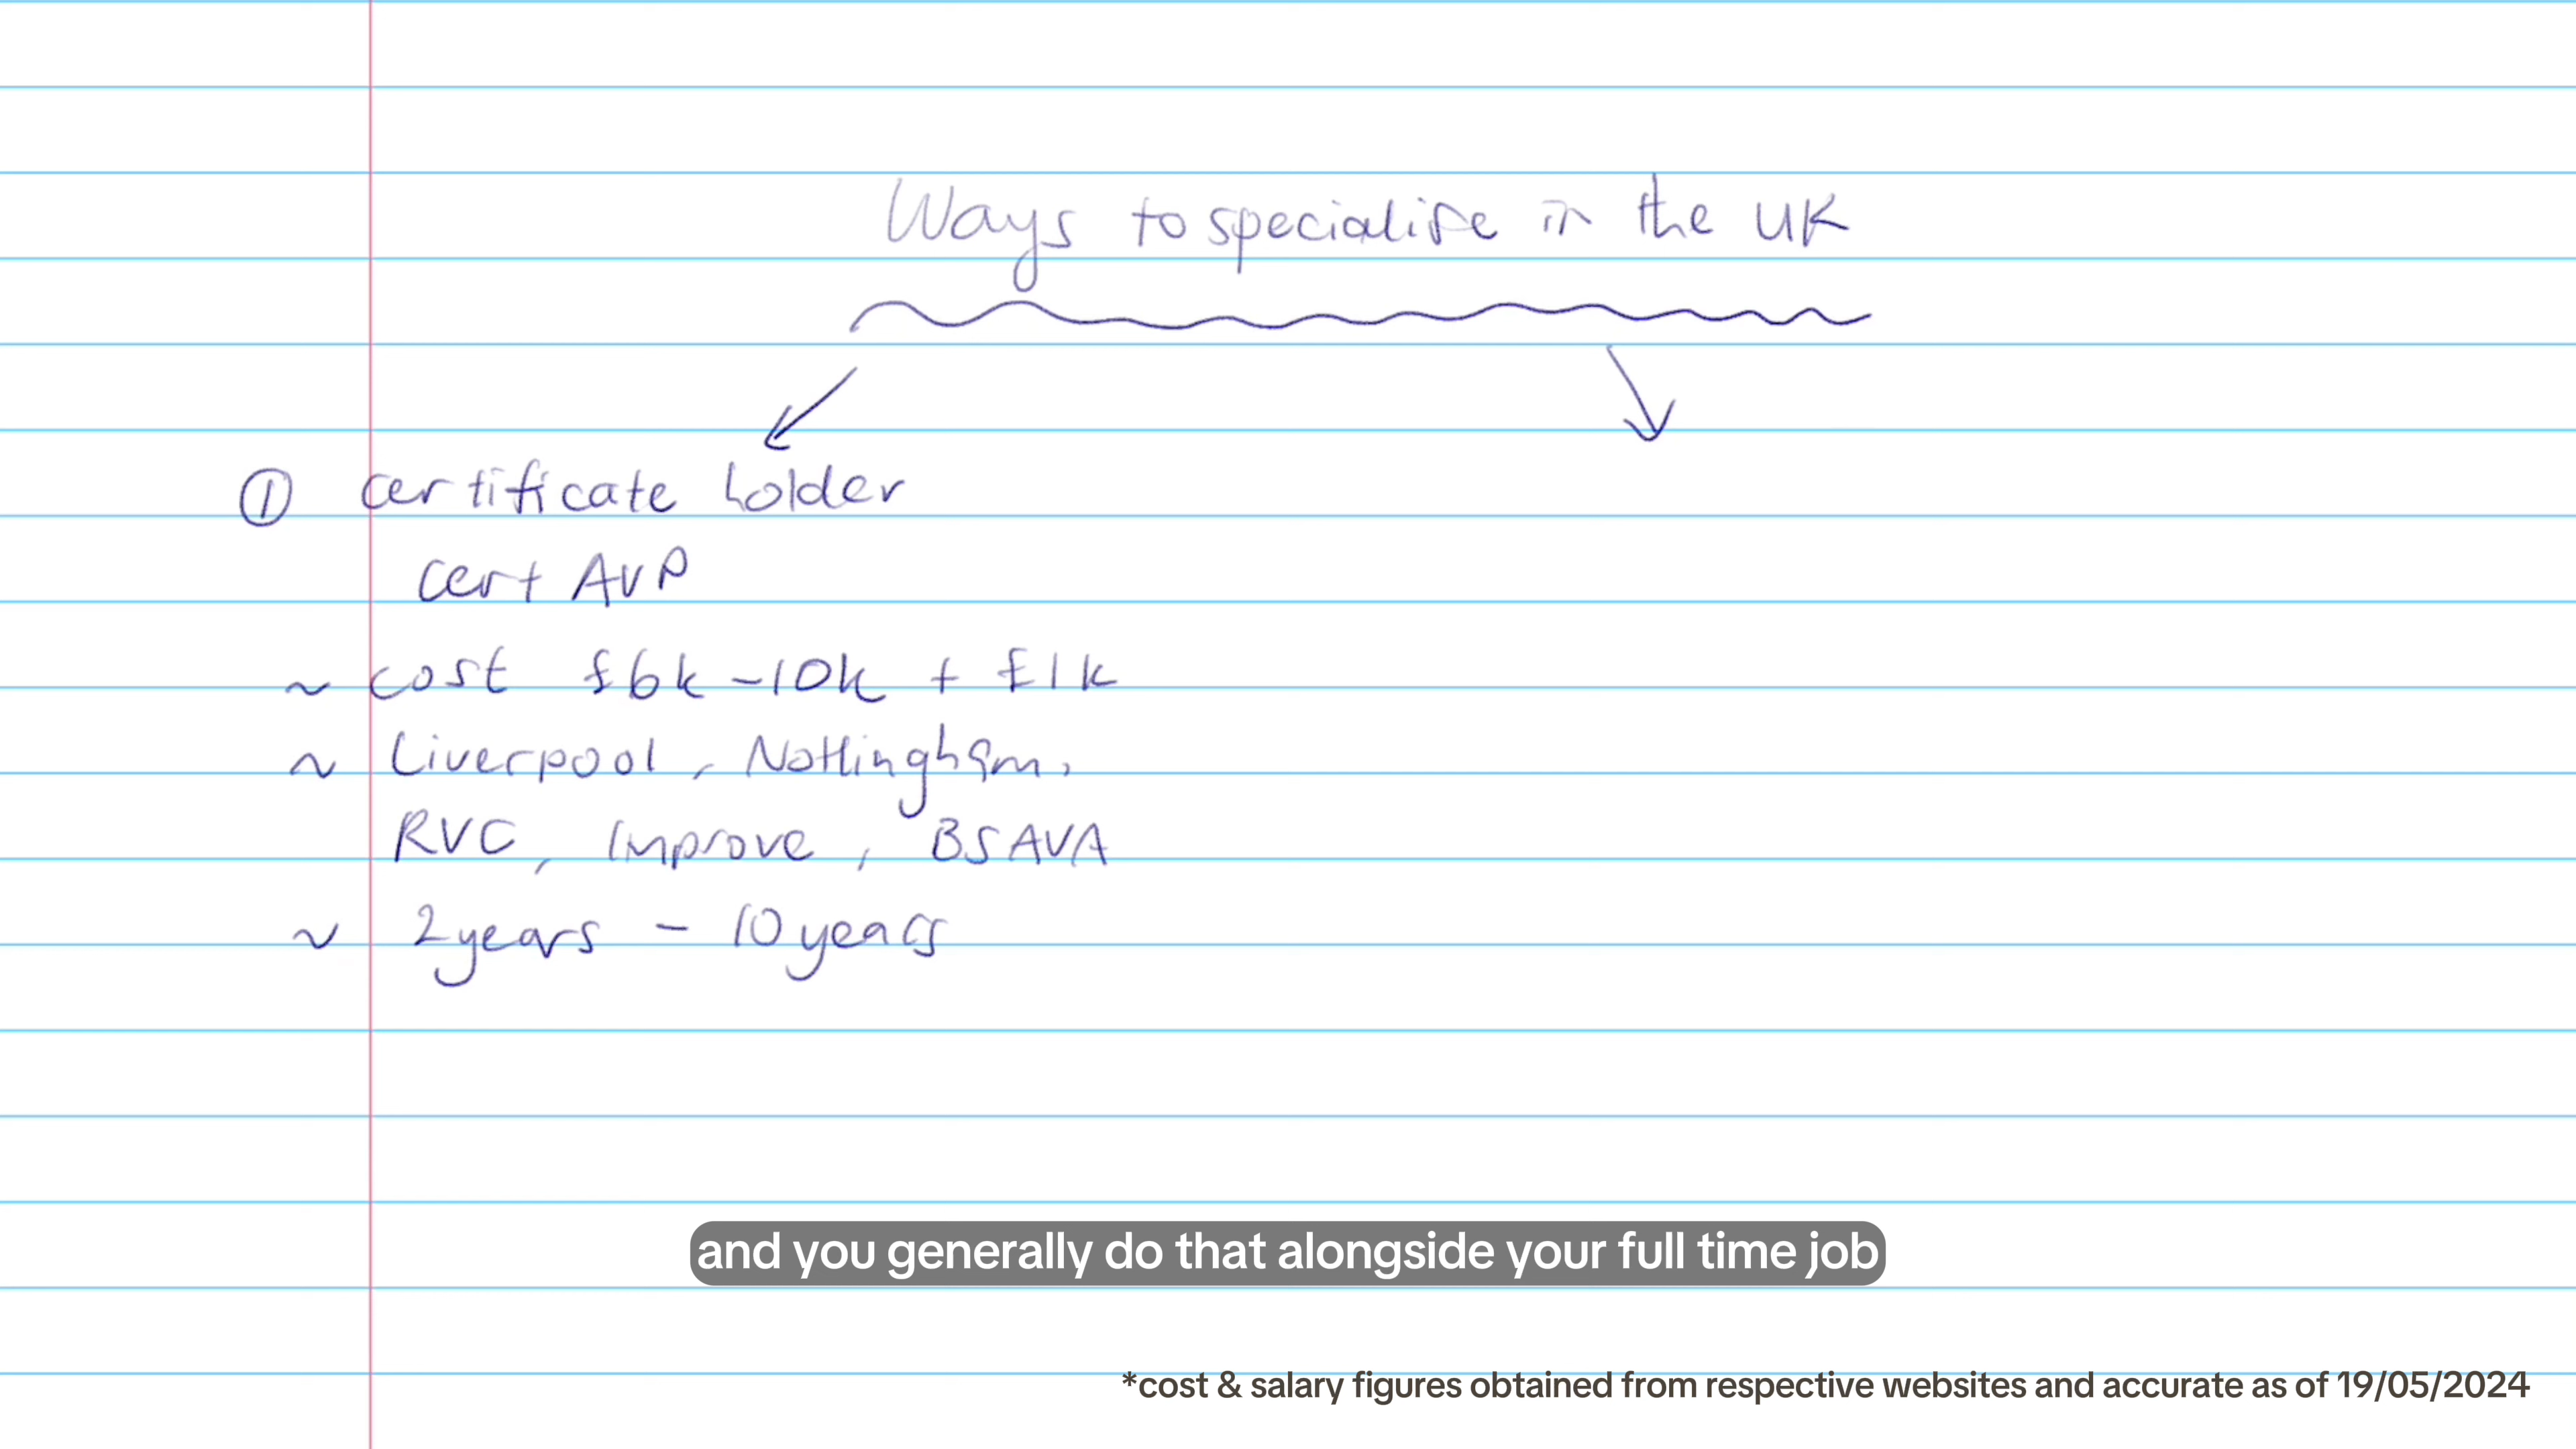 Ways to specialise in the UK
① certificate holder
cert AVP
~ cost £6k - 10k + £1k
~ Liverpool, Nottingham,
RVC, Improve, BSAVA
~ 2 years - 10 years
and you generally do that alongside your full time job
*cost & salary figures obtained from respective websites and accurate as of 19/05/2024